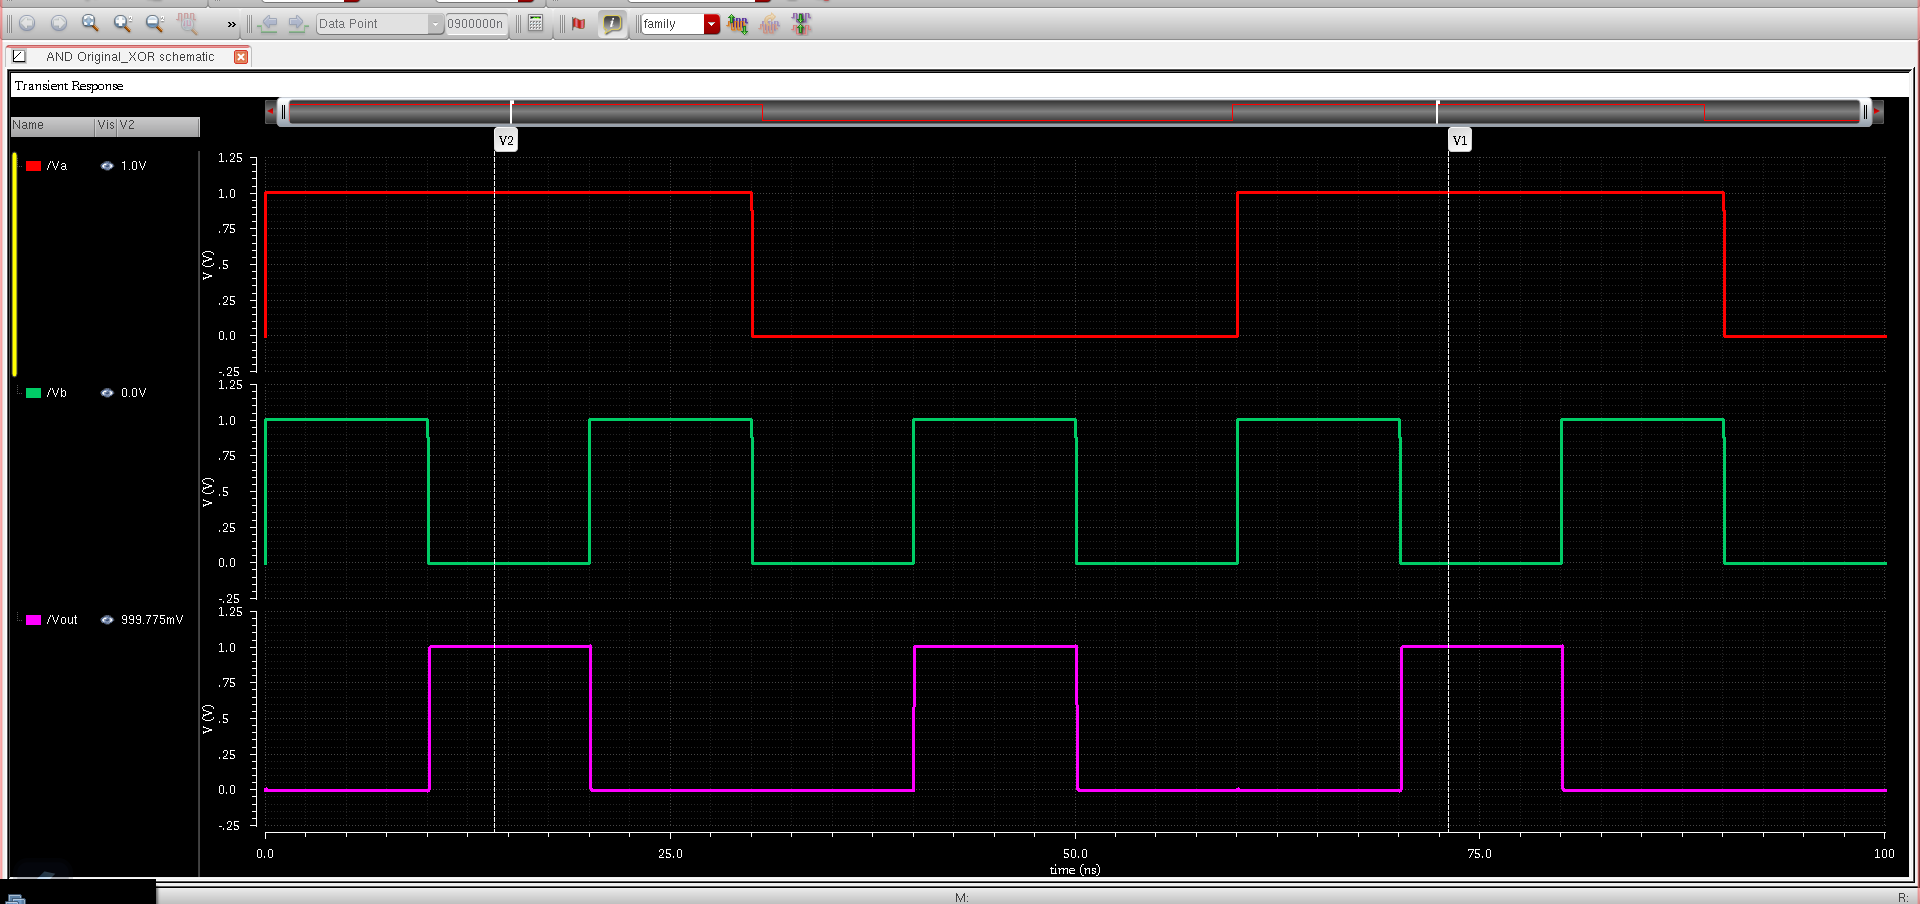 » Data Point 0900000n family
AND Original_XOR schematic
Transient Response
Name Vis V2
V2 V1
/Va 1.0V
1.25
1.0
.75
.5
.25
0.0
-.25
V (V)
/Vb 0.0V
1.25
1.0
.75
.5
.25
0.0
-.25
V (V)
/Vout 999.775mV
1.25
1.0
.75
.5
.25
0.0
-.25
V (V)
0.0 25.0 50.0 75.0 100
time (ns)
M: R: